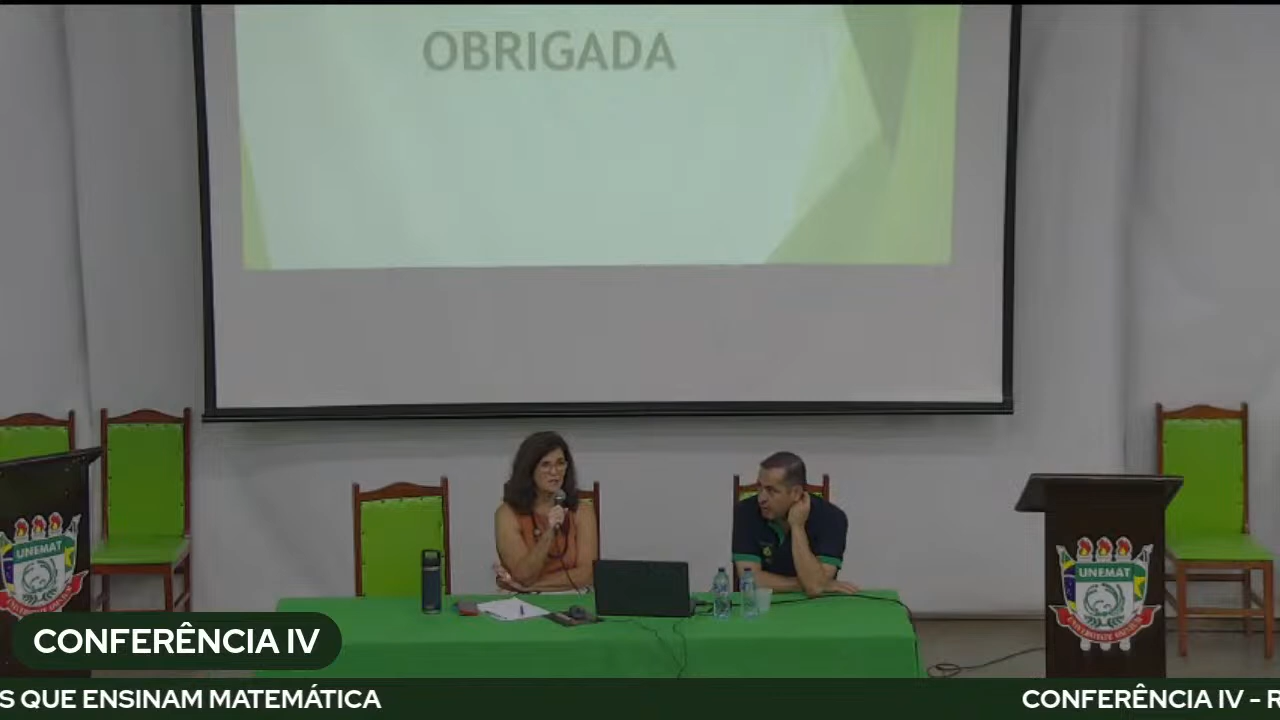 OBRIGADA
UNEMAT
UNEMAT
CONFERÊNCIA IV
S QUE ENSINAM MATEMÁTICA
CONFERÊNCIA IV - R